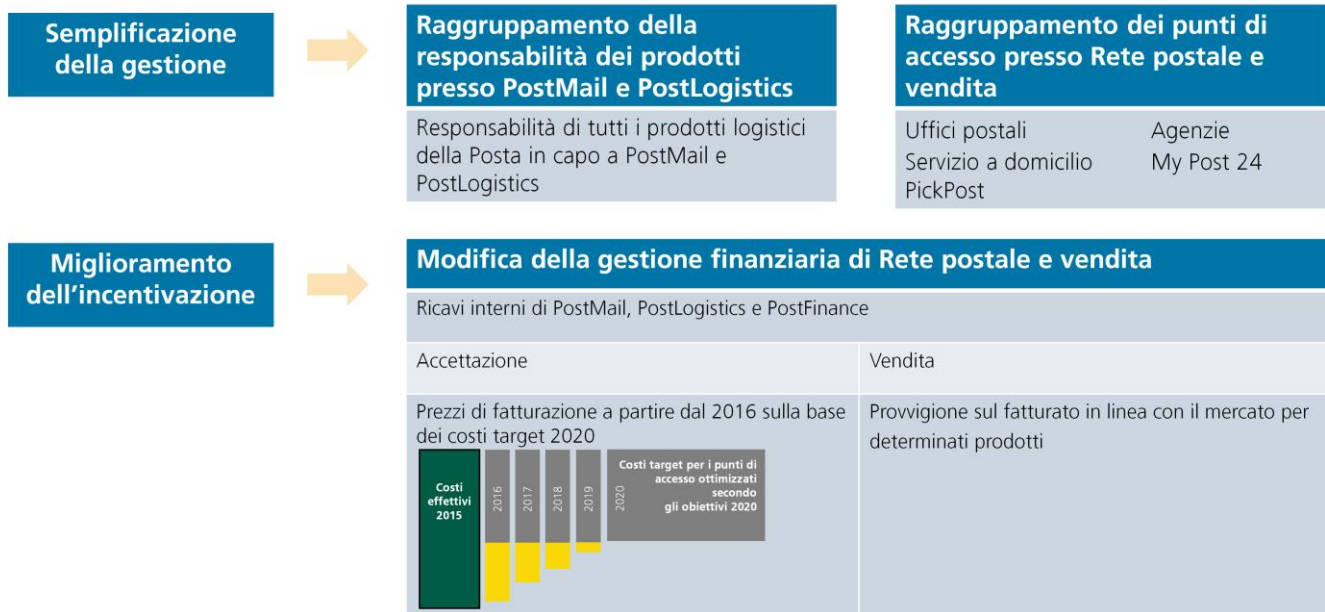 Semplificazione
della gestione
Raggruppamento della
responsabilità dei prodotti
presso PostMail e PostLogistics
Responsabilità di tutti i prodotti logistici
della Posta in capo a PostMail e
PostLogistics
Raggruppamento dei punti di
accesso presso Rete postale e
vendita
Uffici postali
Servizio a domicilio
PickPost
Agenzie
My Post 24
Miglioramento
dell’incentivazione
Modifica della gestione finanziaria di Rete postale e vendita
Ricavi interni di PostMail, PostLogistics e PostFinance
Accettazione
Vendita
Prezzi di fatturazione a partire dal 2016 sulla base
dei costi target 2020
Provvigione sul fatturato in linea con il mercato per
determinati prodotti
Costi
effettivi
2015
2016
2017
2018
2019
2020
Costi target per i punti di
accesso ottimizzati
secondo
gli obiettivi 2020